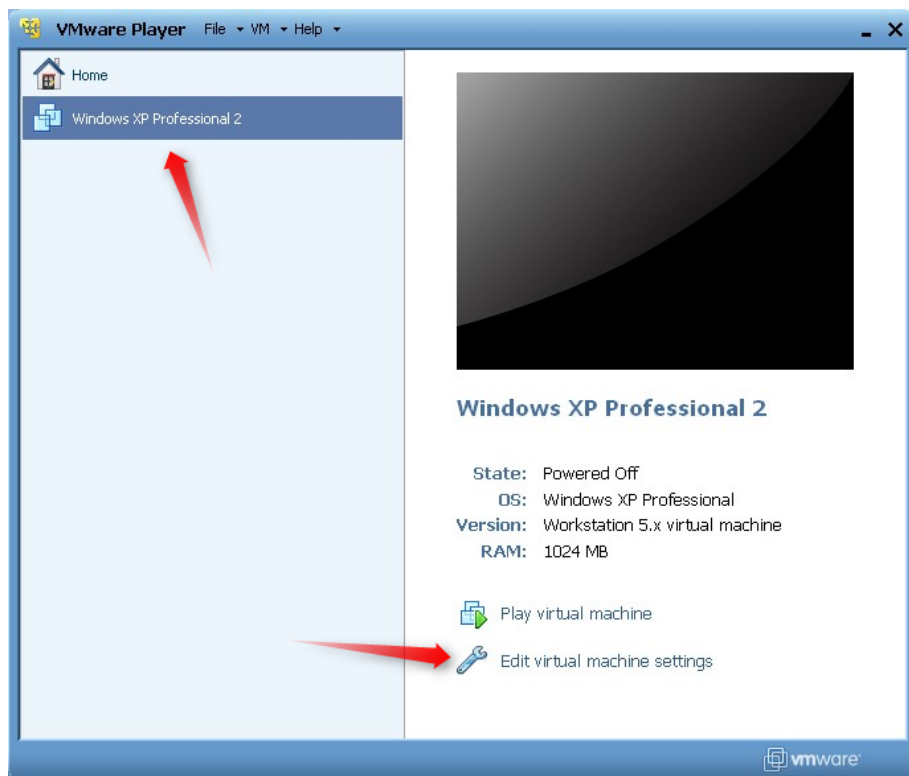 VMware Player File VM Help
Home
Windows XP Professional 2
Windows XP Professional 2
State: Powered Off
OS: Windows XP Professional
Version: Workstation 5.x virtual machine
RAM: 1024 MB
Play virtual machine
Edit virtual machine settings
vmware